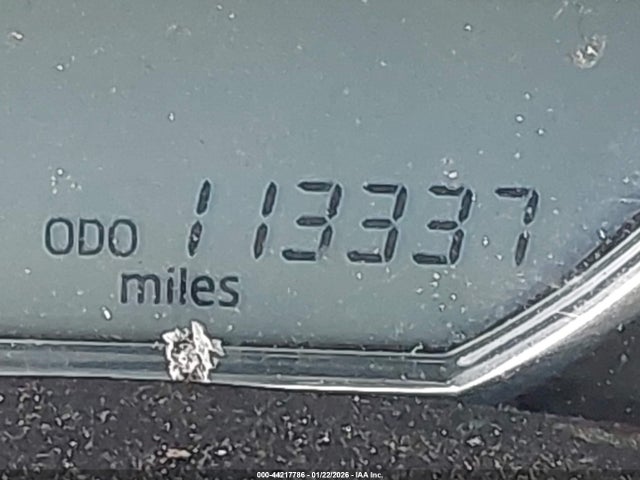 ODO 113337
miles
000-44217786 - 01/22/2026 - IAA Inc.